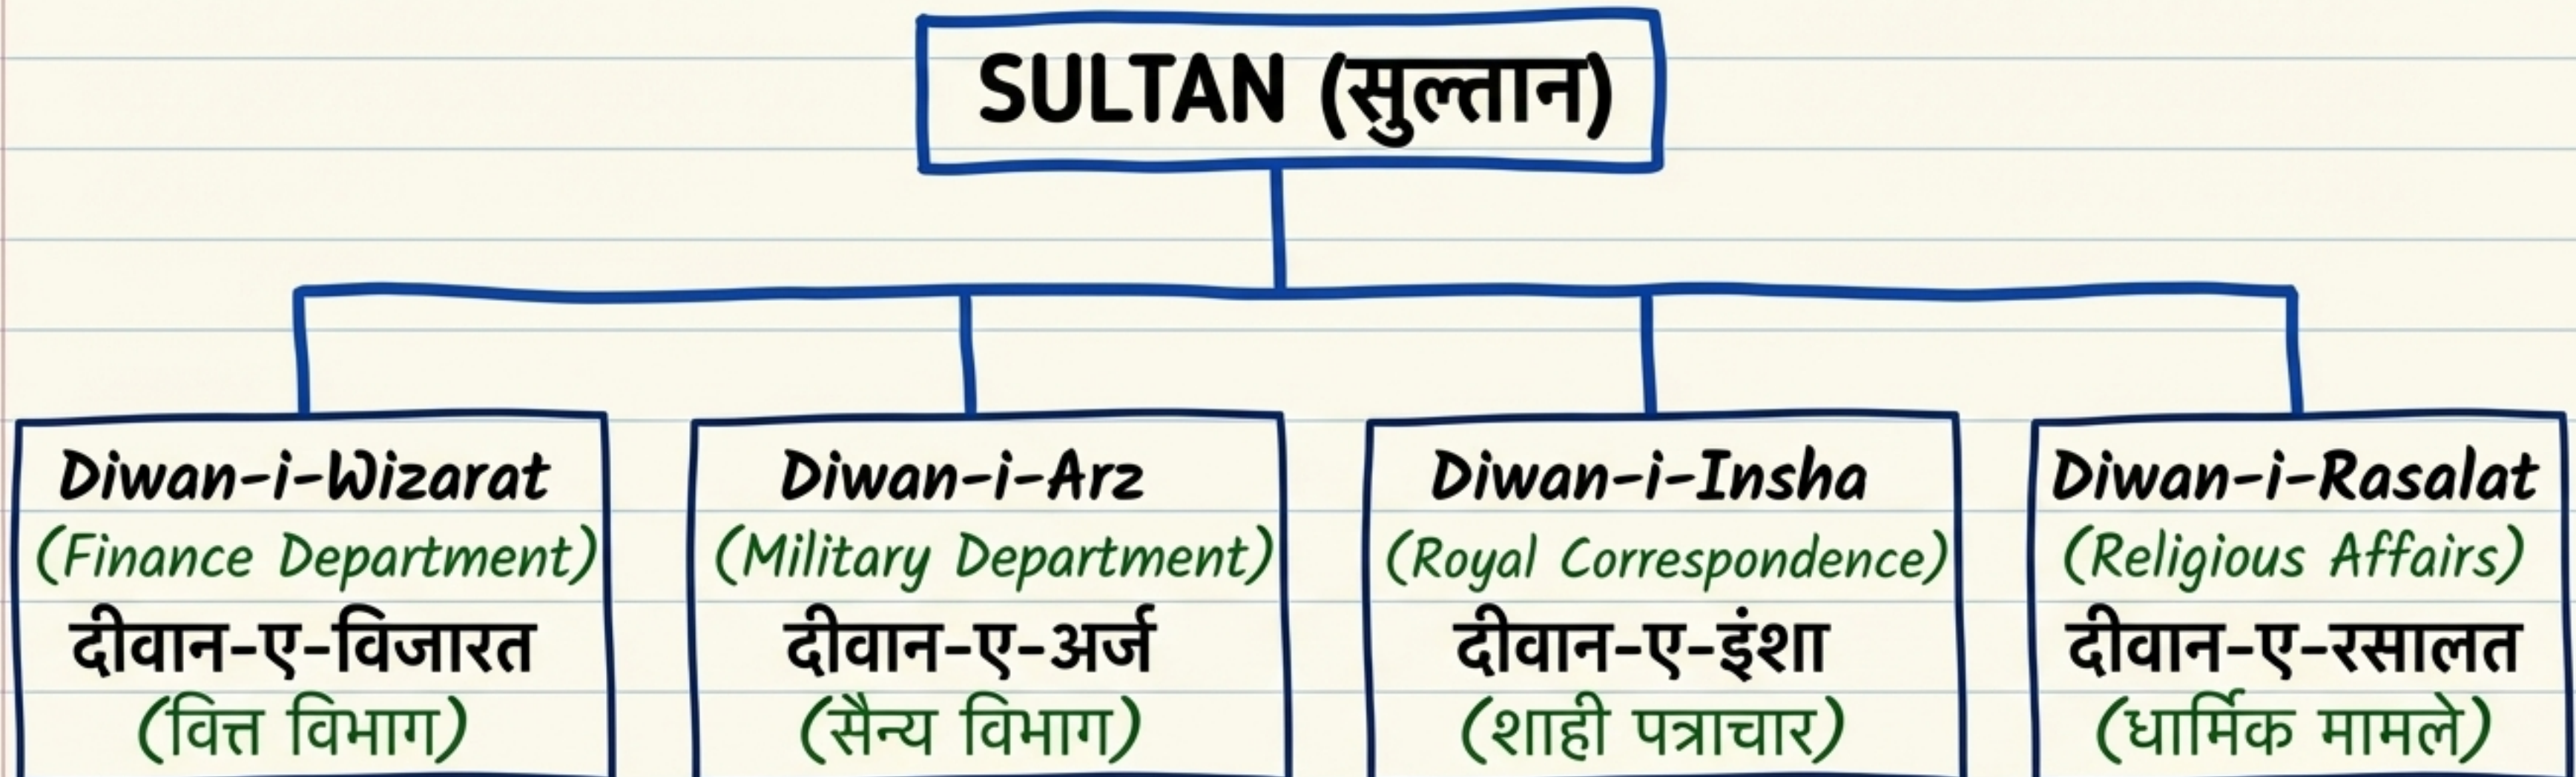 SULTAN (सुल्तान)
Diwan-i-Wizarat
(Finance Department)
दीवान-ए-विजारत
(वित्त विभाग)
Diwan-i-Arz
(Military Department)
दीवान-ए-अर्ज
(सैन्य विभाग)
Diwan-i-Insha
(Royal Correspondence)
दीवान-ए-इंशा
(शाही पत्राचार)
Diwan-i-Rasalat
(Religious Affairs)
दीवान-ए-रसालत
(धार्मिक मामले)